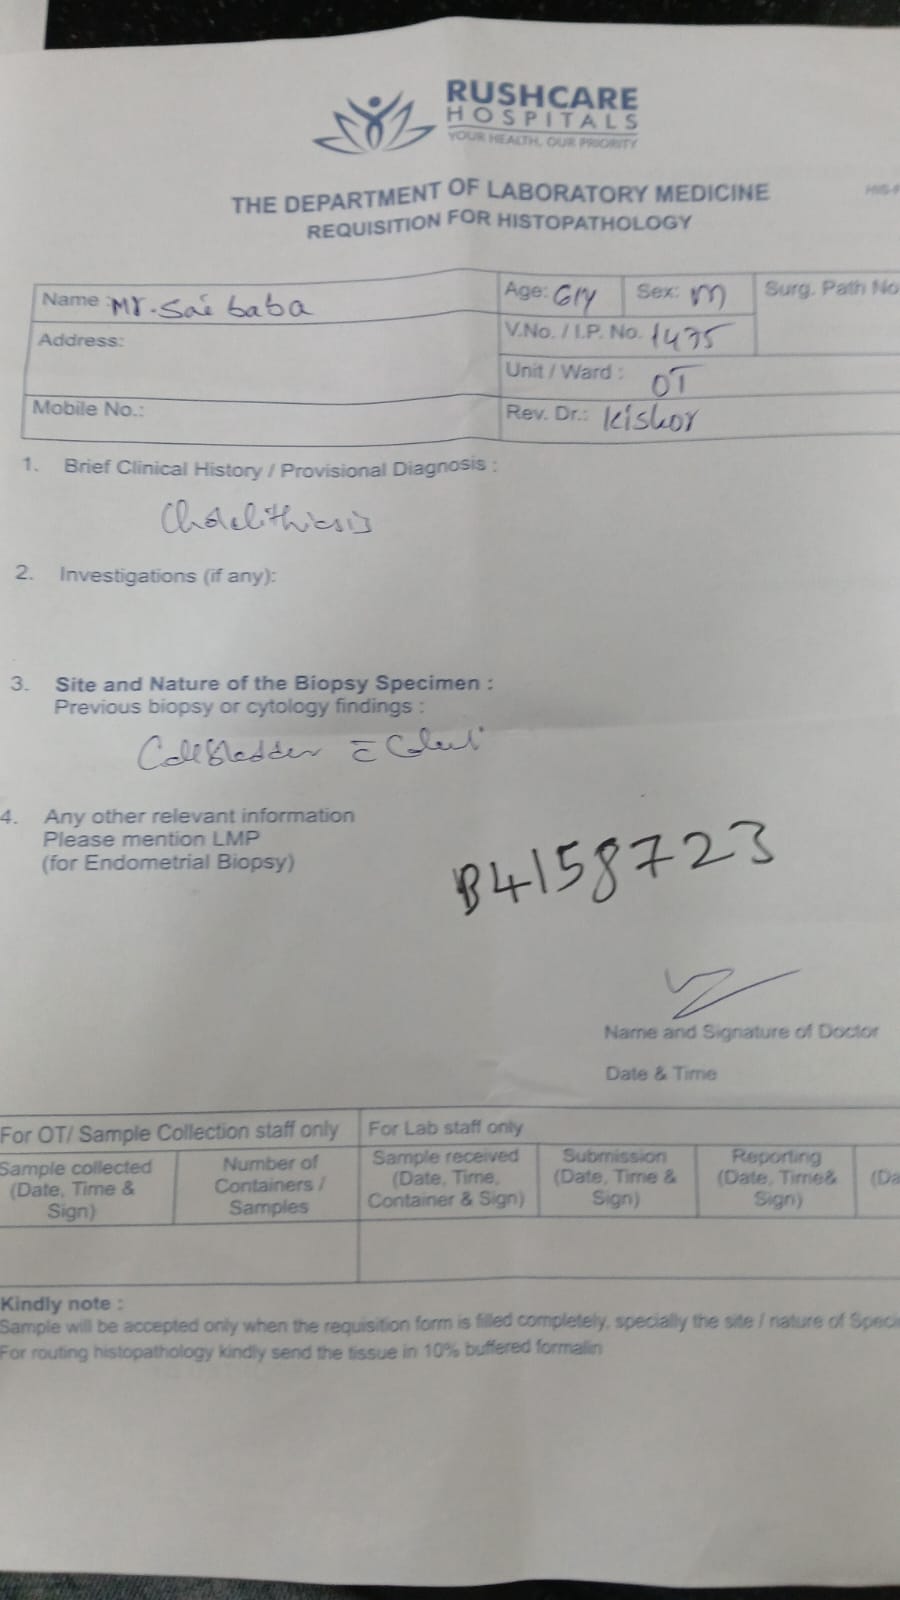 RUSHCARE
HOSPITALS
YOUR HEALTH, OUR PRIORITY
THE DEPARTMENT OF LABORATORY MEDICINE
REQUISITION FOR HISTOPATHOLOGY
Name : Mr. Sai baba
Age: 61Y Sex: M Surg. Path No
Address:
V.No. / I.P. No. 1475
Unit / Ward : OT
Mobile No.:
Rev. Dr.: Kishor
1. Brief Clinical History / Provisional Diagnosis :
Cholelithiasis
2. Investigations (if any):
3. Site and Nature of the Biopsy Specimen :
Previous biopsy or cytology findings :
4. Any other relevant information
Please mention LMP
(for Endometrial Biopsy)
B4158723
Name and Signature of Doctor
Date & Time
For OT/ Sample Collection staff only For Lab staff only
Sample collected (Date, Time & Sign)
Number of Containers / Samples
Sample received (Date, Time, Container & Sign)
Submission (Date, Time & Sign)
Reporting (Date, Time& Sign)
(Da
Kindly note :
Sample will be accepted only when the requisition form is filled completely, specially the site / nature of Speci
For routing histopathology kindly send the tissue in 10% buffered formalin